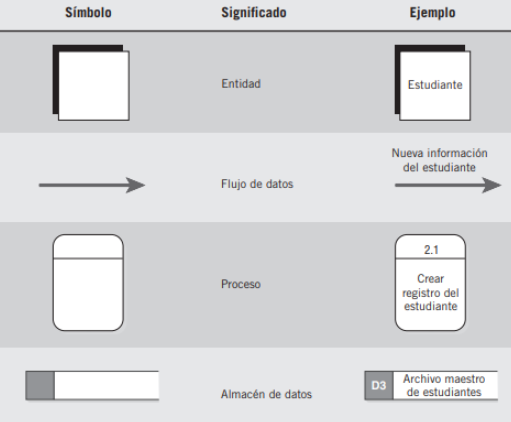 Símbolo Significado Ejemplo
Entidad Estudiante
Nueva información
del estudiante
Flujo de datos
2.1
Proceso
Crear
registro del
estudiante
Almacén de datos
D3 Archivo maestro
de estudiantes